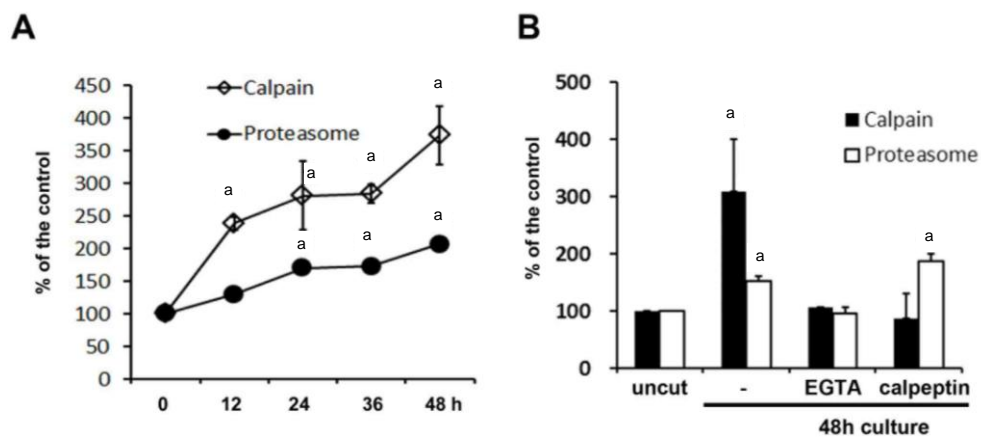 A
% of the control
450
400
350
300
250
200
150
100
50
0
Calpain
Proteasome
a
a
a
a
a
a
a
0
12
24
36
48 h
B
% of the control
500
400
300
200
100
0
Calpain
Proteasome
a
a
a
uncut
-
EGTA
calpeptin
48h culture